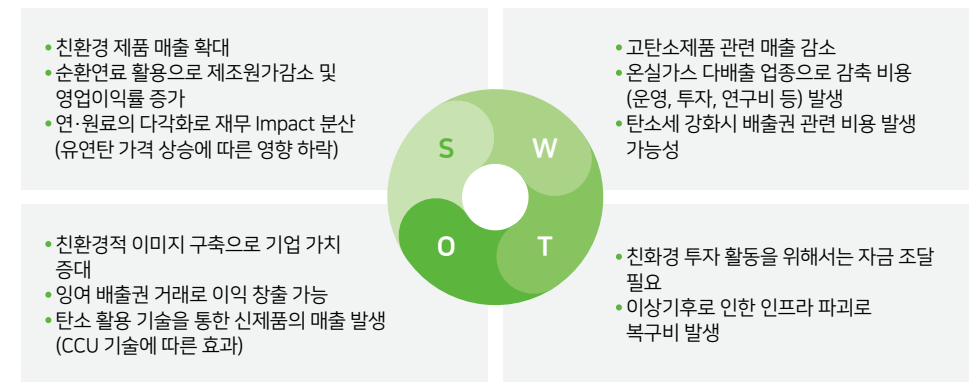 • 친환경 제품 매출 확대
• 순환연료 활용으로 제조원가감소 및
영업이익률 증가
• 연·원료의 다각화로 재무 Impact 분산
(유연탄 가격 상승에 따른 영향 하락)
• 고탄소제품 관련 매출 감소
• 온실가스 다배출 업종으로 감축 비용
(운영, 투자, 연구비 등) 발생
• 탄소세 강화시 배출권 관련 비용 발생
가능성
S
W
O
T
• 친환경적 이미지 구축으로 기업 가치
증대
• 잉여 배출권 거래로 이익 창출 가능
• 탄소 활용 기술을 통한 신제품의 매출 발생
(CCU 기술에 따른 효과)
• 친화경 투자 활동을 위해서는 자금 조달
필요
• 이상기후로 인한 인프라 파괴로
복구비 발생